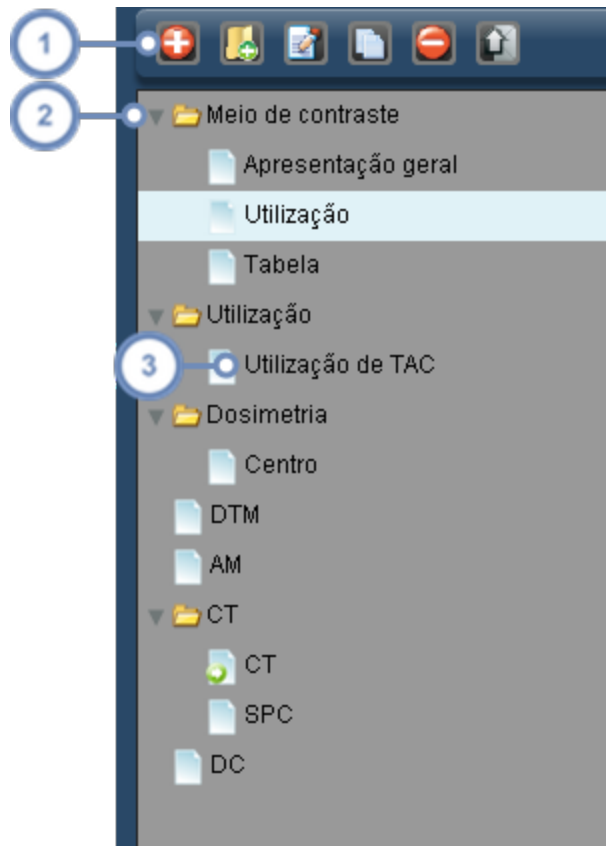 1
2
Meio de contraste
Apresentação geral
Utilização
Tabela
Utilização
3
Utilização de TAC
Dosimetria
Centro
DTM
AM
CT
CT
SPC
DC